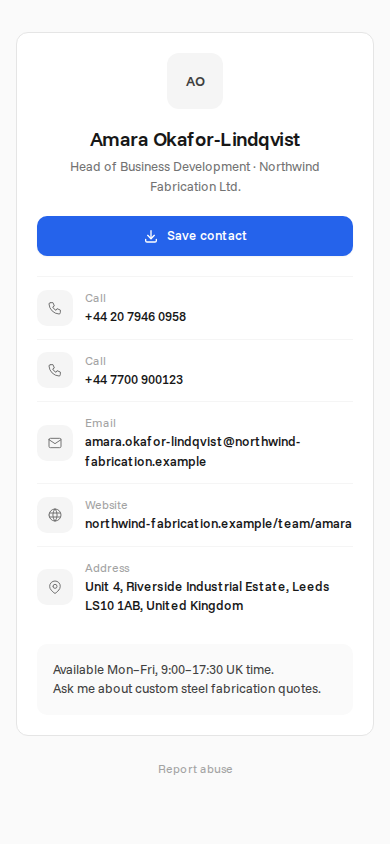 AO
Amara Okafor-Lindqvist
Head of Business Development · Northwind
Fabrication Ltd.
Save contact
Call
+44 20 7946 0958
Call
+44 7700 900123
Email
amara.okafor-lindqvist@northwind-
fabrication.example
Website
northwind-fabrication.example/team/amara
Address
Unit 4, Riverside Industrial Estate, Leeds
LS10 1AB, United Kingdom
Available Mon–Fri, 9:00–17:30 UK time.
Ask me about custom steel fabrication quotes.
Report abuse